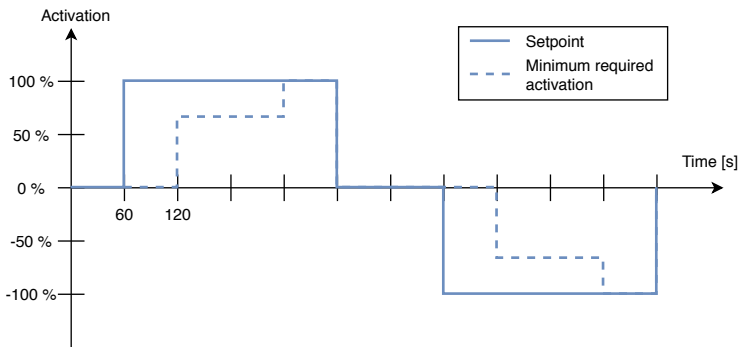 Activation
Setpoint
Minimum required
activation
100 %
50 %
Time [s]
0 %
60
120
-50 %
-100 %